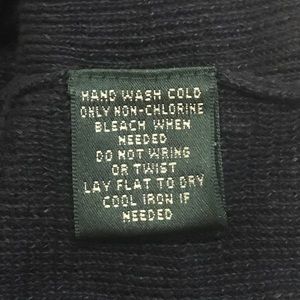 HAND WASH COLD
ONLY NON-CHLORINE
BLEACH WHEN
NEEDED
DO NOT WRING
OR TWIST
LAY FLAT TO DRY
COOL IRON IF
NEEDED